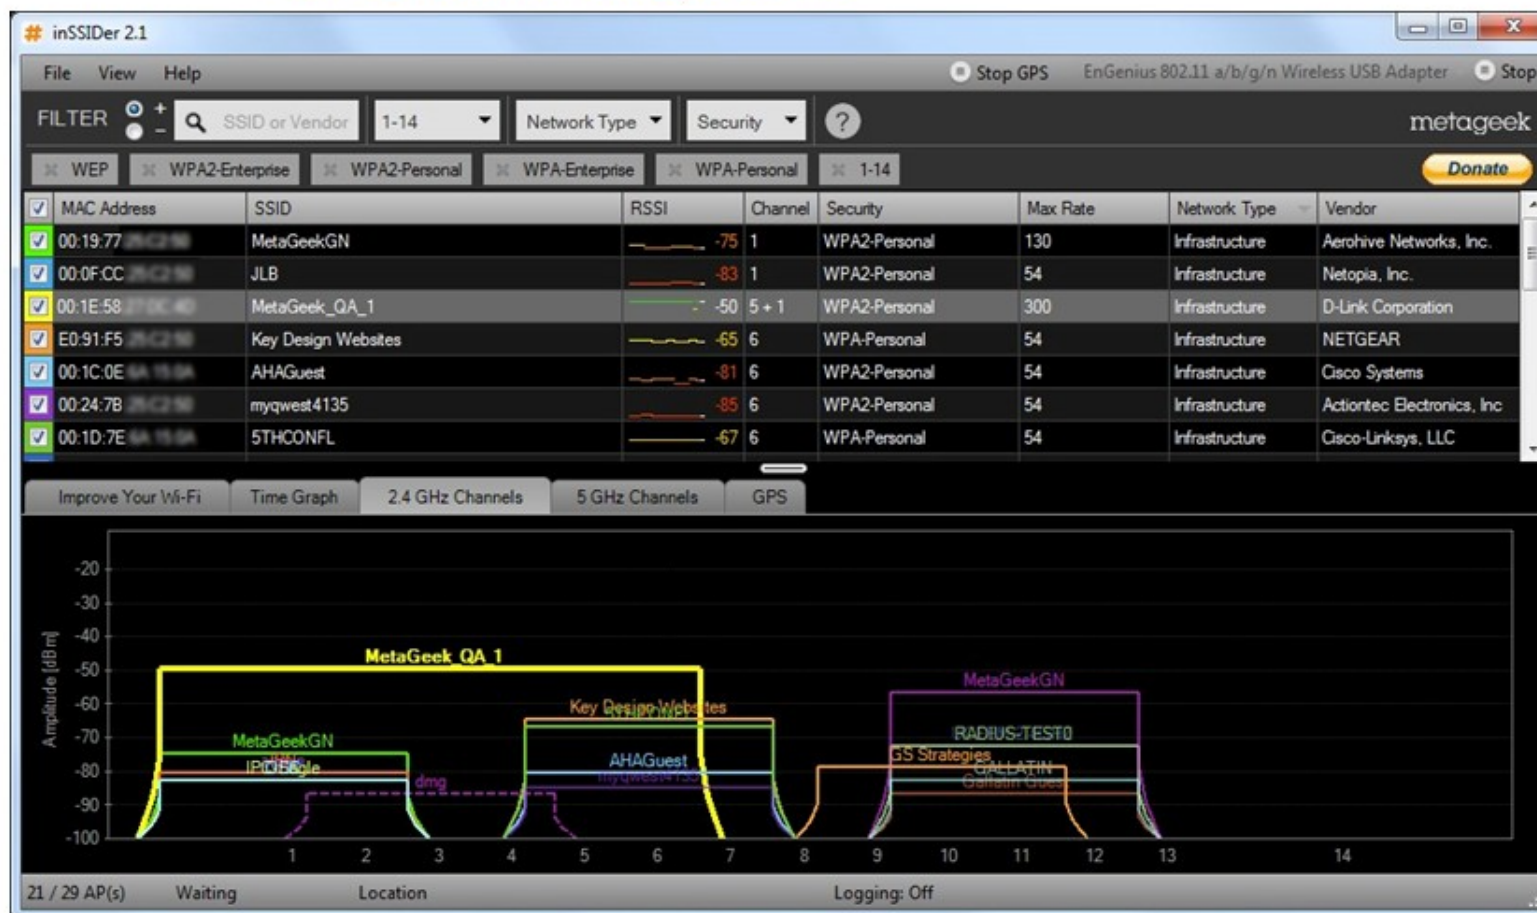 inSSIDer 2.1
File View Help Stop GPS EnGenius 802.11 a/b/g/n Wireless USB Adapter Stop
FILTER + - SSID or Vendor 1-14 Network Type Security ? metageek
WEP WPA2-Enterprise WPA2-Personal WPA-Enterprise WPA-Personal 1-14 Donate
MAC Address SSID RSSI Channel Security Max Rate Network Type Vendor
00:19:77 MetaGeekGN -75 1 WPA2-Personal 130 Infrastructure Aerohive Networks, Inc.
00:0F:CC JLB -83 1 WPA2-Personal 54 Infrastructure Netopia, Inc.
00:1E:58 MetaGeek_QA_1 -50 5 + 1 WPA2-Personal 300 Infrastructure D-Link Corporation
E0:91:F5 Key Design Websites -65 6 WPA-Personal 54 Infrastructure NETGEAR
00:1C:0E AHAGuest -81 6 WPA2-Personal 54 Infrastructure Cisco Systems
00:24:7B myqwest4135 -85 6 WPA2-Personal 54 Infrastructure Actiontec Electronics, Inc
00:1D:7E 5THCONFL -67 6 WPA-Personal 54 Infrastructure Cisco-Linksys, LLC
Improve Your Wi-Fi Time Graph 2.4 GHz Channels 5 GHz Channels GPS
Amplitude [dBm]
-20
-30
-40
-50
-60
-70
-80
-90
-100
MetaGeek_QA_1
MetaGeekGN
Key Design Websites
5THCONFL
MetaGeekGN
RADIUS-TEST0
GS Strategies
AHAGuest
GALLATIN
myqwest4135
Gallatin Guest
dmg
1 2 3 4 5 6 7 8 9 10 11 12 13 14
21 / 29 AP(s) Waiting Location Logging: Off